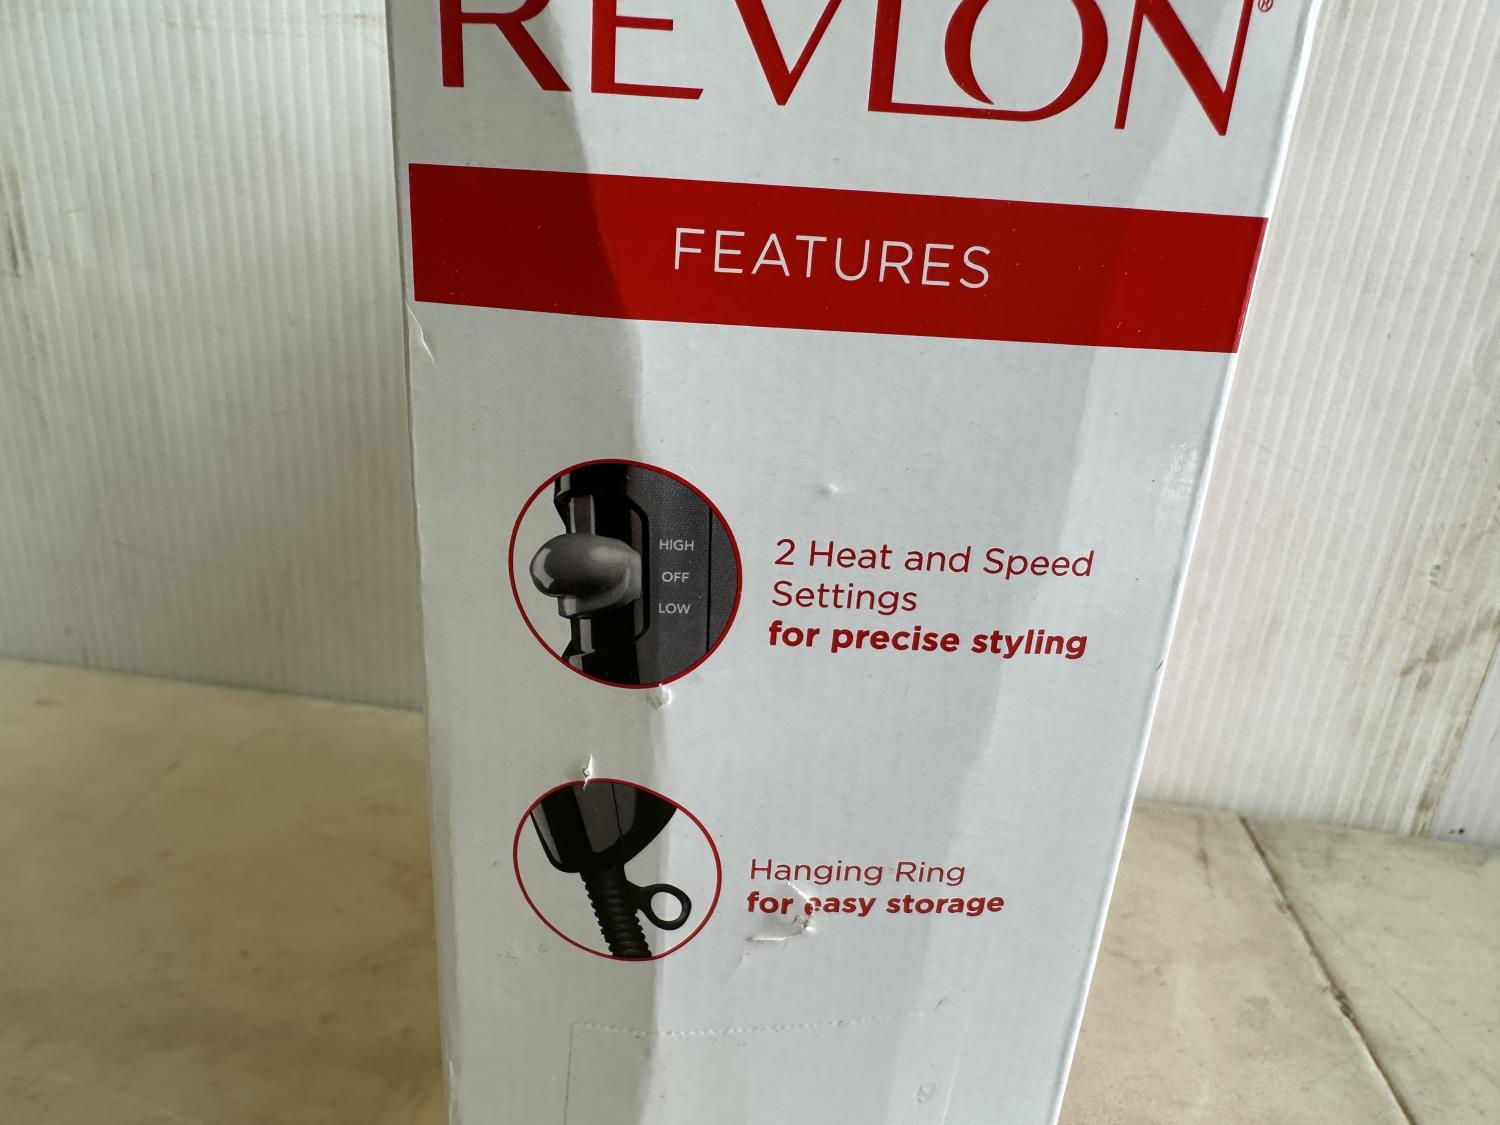 REVLON®
FEATURES
HIGH
OFF
LOW
2 Heat and Speed
Settings
for precise styling
Hanging Ring
for easy storage